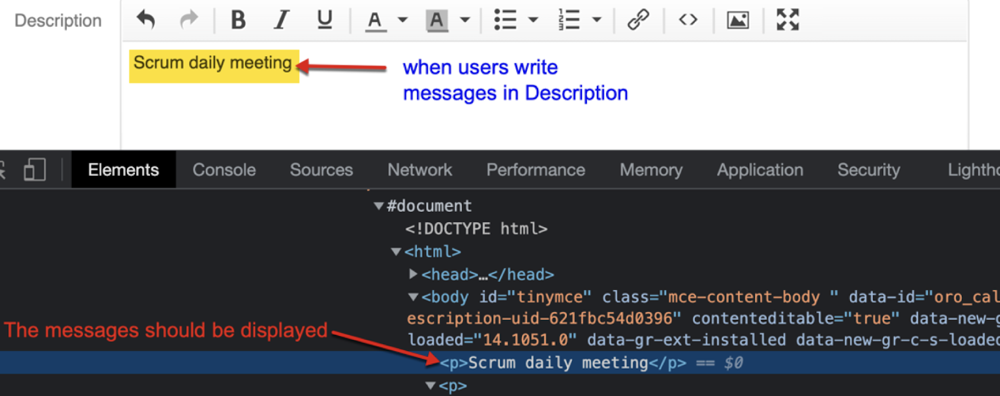 Description
B I U A A
Scrum daily meeting
when users write
messages in Description
Elements Console Sources Network Performance Memory Application Security Lightho
#document
<!DOCTYPE html>
<html>
<head>…</head>
<body id="tinymce" class="mce-content-body " data-id="oro_cal
escription-uid-621fbc54d0396" contenteditable="true" data-new-g
loaded="14.1051.0" data-gr-ext-installed data-new-gr-c-s-loaded
The messages should be displayed
<p>Scrum daily meeting</p> == $0
<p>